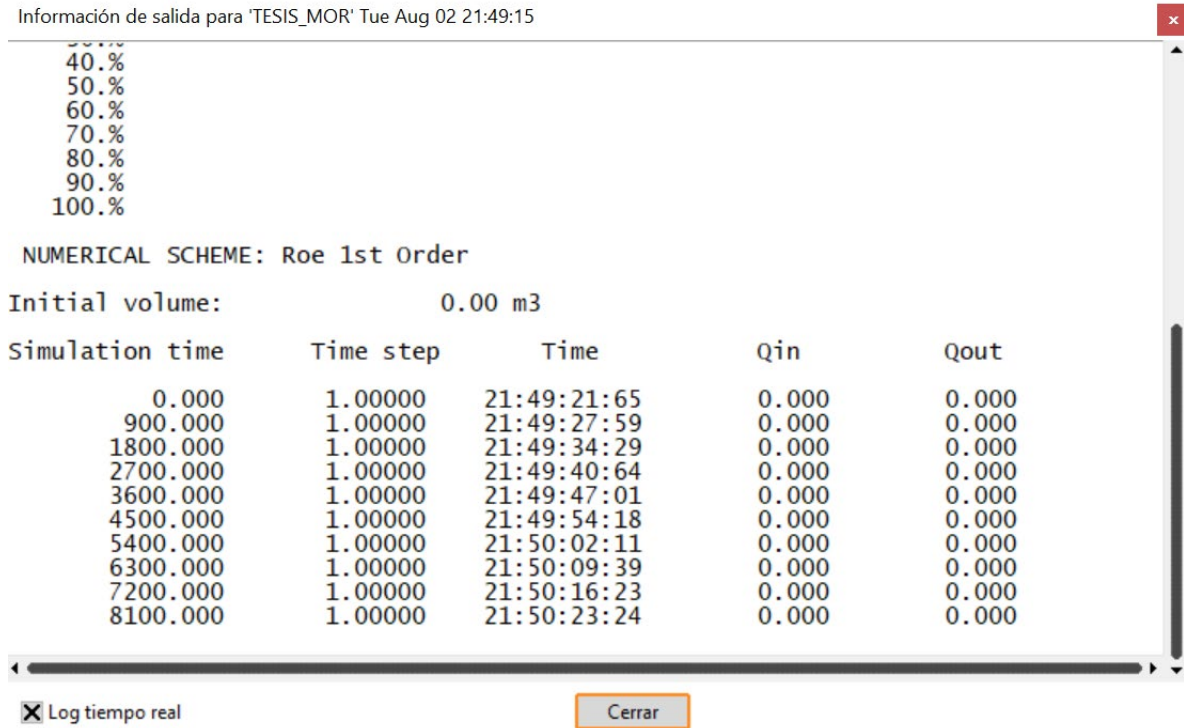 Información de salida para 'TESIS_MOR' Tue Aug 02 21:49:15
40.%
50.%
60.%
70.%
80.%
90.%
100.%
NUMERICAL SCHEME: Roe 1st Order
Initial volume: 0.00 m3
Simulation time Time step Time Qin Qout
0.000 1.00000 21:49:21:65 0.000 0.000
900.000 1.00000 21:49:27:59 0.000 0.000
1800.000 1.00000 21:49:34:29 0.000 0.000
2700.000 1.00000 21:49:40:64 0.000 0.000
3600.000 1.00000 21:49:47:01 0.000 0.000
4500.000 1.00000 21:49:54:18 0.000 0.000
5400.000 1.00000 21:50:02:11 0.000 0.000
6300.000 1.00000 21:50:09:39 0.000 0.000
7200.000 1.00000 21:50:16:23 0.000 0.000
8100.000 1.00000 21:50:23:24 0.000 0.000
Log tiempo real Cerrar